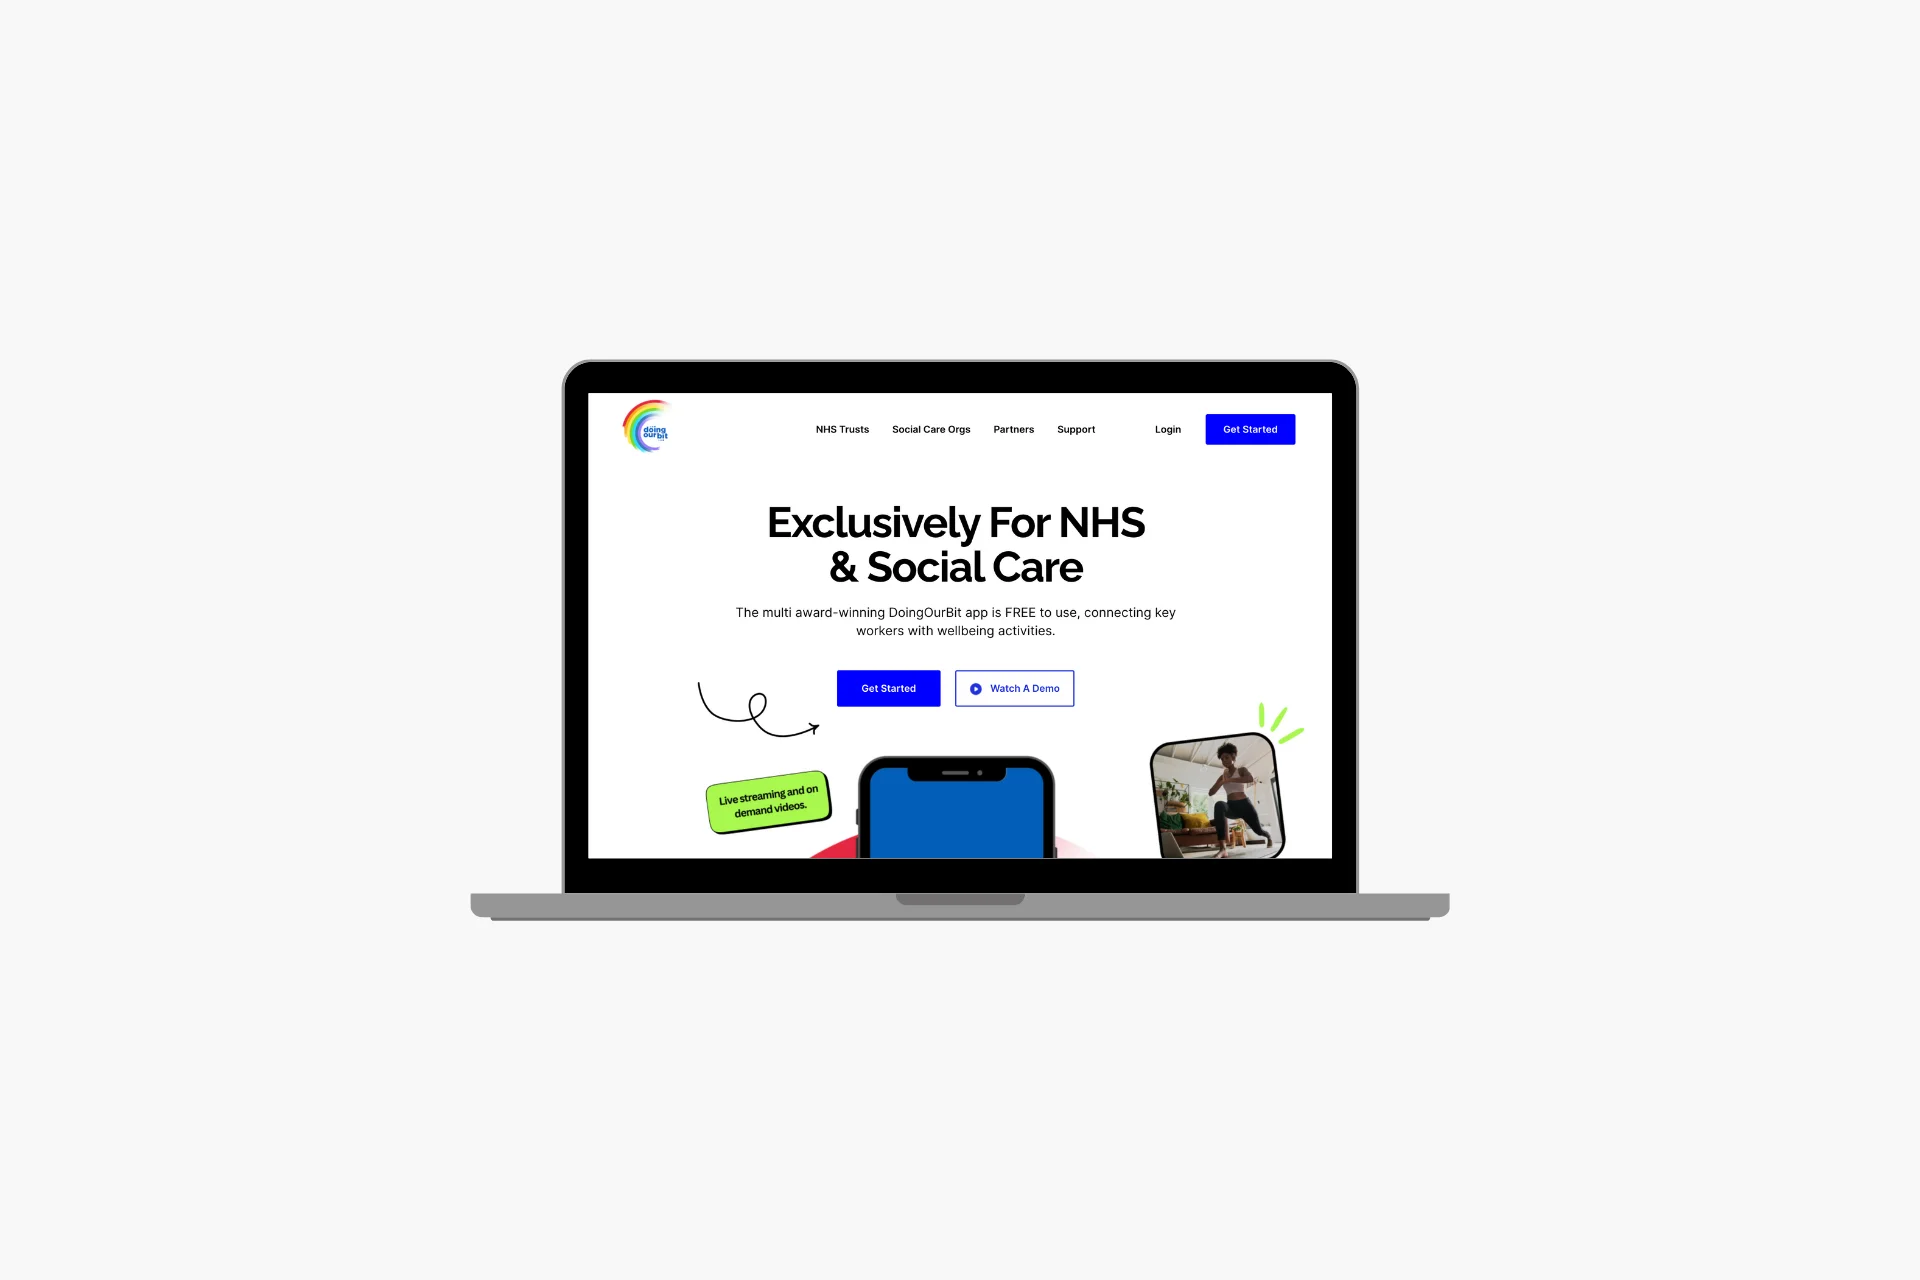 doing
ourbit
NHS Trusts
Social Care Orgs
Partners
Support
Login
Get Started
Exclusively For NHS
& Social Care
The multi award-winning DoingOurBit app is FREE to use, connecting key
workers with wellbeing activities.
Get Started
Watch A Demo
Live streaming and on
demand videos.